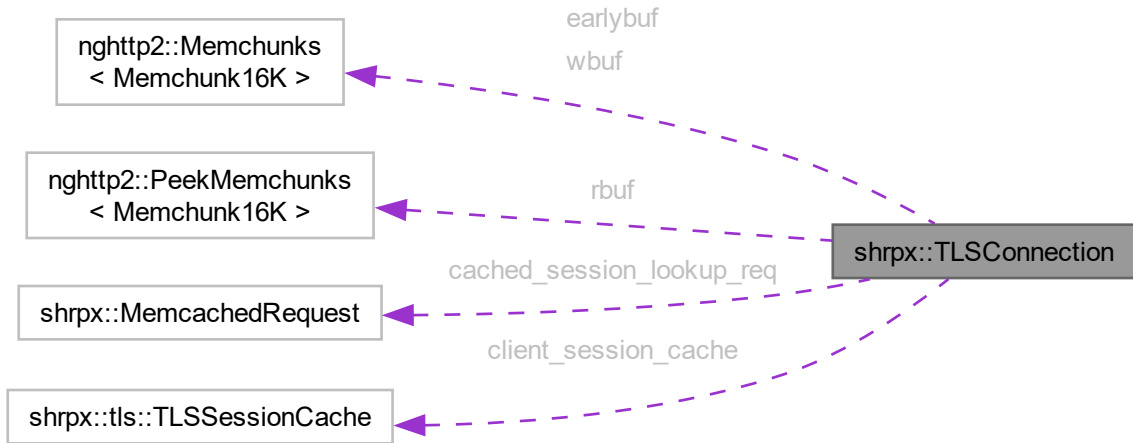 earlybuf
wbuf
nghttp2::Memchunks
< Memchunk16K >
nghttp2::PeekMemchunks
< Memchunk16K >
rbuf
shrpx::TLSConnection
cached_session_lookup_req
shrpx::MemcachedRequest
client_session_cache
shrpx::tls::TLSSessionCache